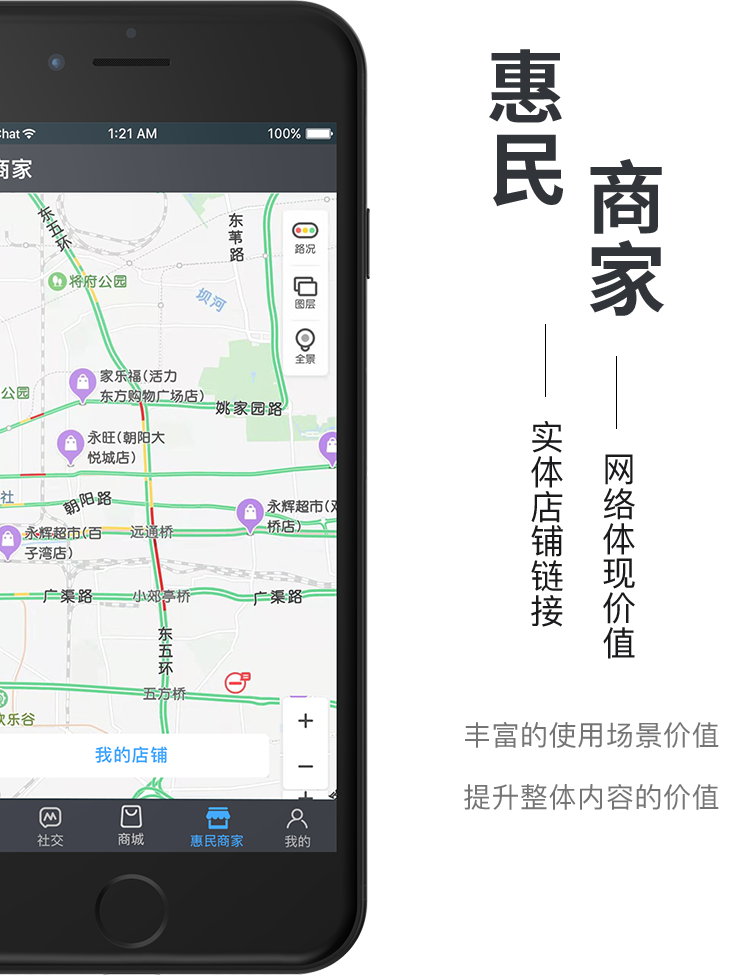 hat
1:21 AM
100%
商家
东五环
东苇路
路况
将府公园
坝河
图层
全景
家乐福(活力
东方购物广场店)
公园
姚家园路
永旺(朝阳大
悦城店)
社
朝阳路
永辉超市(双
桥店)
永辉超市(百
子湾店)
远通桥
广渠路
小郊亭桥
广渠路
东五环
五方桥
欢乐谷
我的店铺
社交
商城
惠民商家
我的
惠民
商家
实体店铺链接
网络体现价值
丰富的使用场景价值
提升整体内容的价值